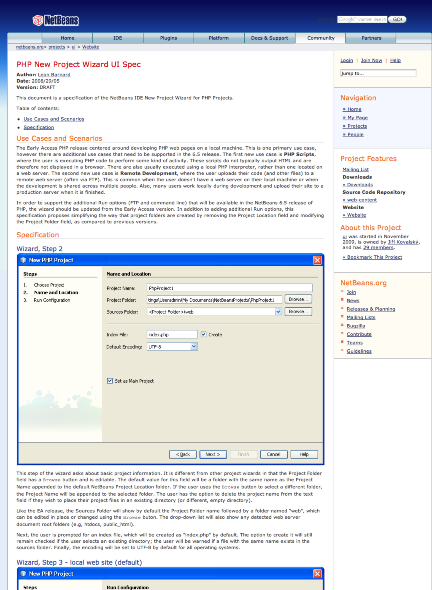 NetBeans
Google Custom Search
GO!
Home
IDE
Plugins
Platform
Docs & Support
Community
Partners
netbeans.org > projects > ui > Website
PHP New Project Wizard UI Spec
Author: Leon Barnard
Date: 2008/29/05
Version: DRAFT
This document is a specification of the NetBeans IDE New Project Wizard for PHP Projects.
Table of contents:
Use Cases and Scenarios
Specification
Use Cases and Scenarios
The Early Access PHP release centered around developing PHP web pages on a local machine. This is one primary use case,
however there are additional use cases that need to be supported in the 6.5 release. The first new use case is PHP Scripts,
where the user is executing PHP code to perform some kind of activity. These scripts do not typically output HTML and are
therefore not displayed in a browser. There are also usually executed using a local PHP interpreter, rather than one located on
a web server. The second new use case is Remote Development, where the user uploads their code (and other files) to a
remote web server (often via FTP). This is common when the user doesn't have a web server on their local machine or when
the development is shared across multiple people. Also, many users work locally during development and upload their site to a
production server when it is finished.
In order to support the additional Run options (FTP and command line) that will be available in the NetBeans 6.5 release of
PHP, the wizard should be updated from the Early Access version. In addition to adding additional Run options, this
specification proposes simplifying the way that project folders are created by removing the Project Location field and modifying
the Project Folder field, as compared to previous versions.
Specification
Wizard, Step 2
New PHP Project
Steps
1. Choose Project
2. Name and Location
3. Run Configuration
Name and Location
Project Name: PhpProject1
Project Folder: tings\usersadmin\My Documents\NetBeansProjects\PhpProject1 Browse...
Sources Folder: <Project Folder>/web Browse...
Index File: index.php Create
Default Encoding: UTF-8
Set as Main Project
< Back
Next >
Finish
Cancel
Help
This step of the wizard asks about basic project information. It is different from other project wizards in that the Project Folder
has a Browse button and is editable. The default value for this field will be a folder with the same name as the Project
Name appended to the default NetBeans Project Location folder. If the user uses the Browse button to select a different folder,
the Project Name will be appended to the selected folder. The user has the option to delete the project name from the text
field if they wish to place their project files in an existing directory (or different, empty directory).
Like the EA release, the Sources Folder will show by default the Project Folder name followed by a folder named "web", which
can be edited in place or changed using the Browse button. The drop-down list will also show any detected web server
document root folders (e.g, htdocs, public_html).
Next, the user is prompted for an index file, which will be created as "index.php" by default. The option to create it will still
remain checked if the user selects an existing directory; the user will be warned if a file with the same name exists in the
sources folder. Finally, the encoding will be set to UTF-8 by default for all operating systems.
Wizard, Step 3 - local web site (default)
New PHP Project
Steps
Run Configuration
Login | Join Now | Help
Jump to...
Navigation
Home
My Page
Projects
People
Project Features
Mailing List
Downloads
Downloads
Source Code Repository
web-content
Website
Website
About this Project
ui was started in November
2009, is owned by Jiří Kovalský,
and has 29 members.
Bookmark This Project
NetBeans.org
Join
News
Releases & Planning
Mailing Lists
Bugzilla
Contribute
Teams
Guidelines